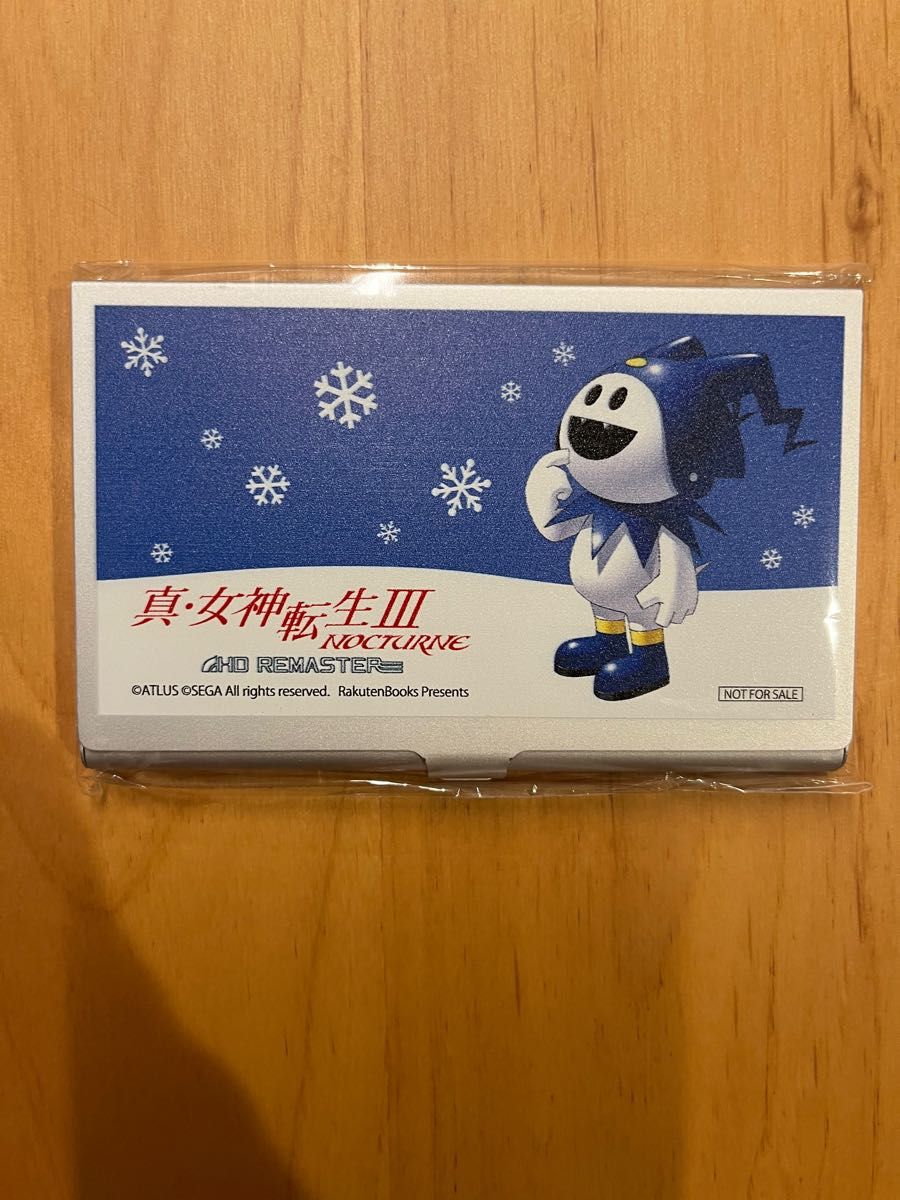 真・女神転生III
NOCTURNE
HD REMASTER
©ATLUS ©SEGA All rights reserved. RakutenBooks Presents
NOT FOR SALE